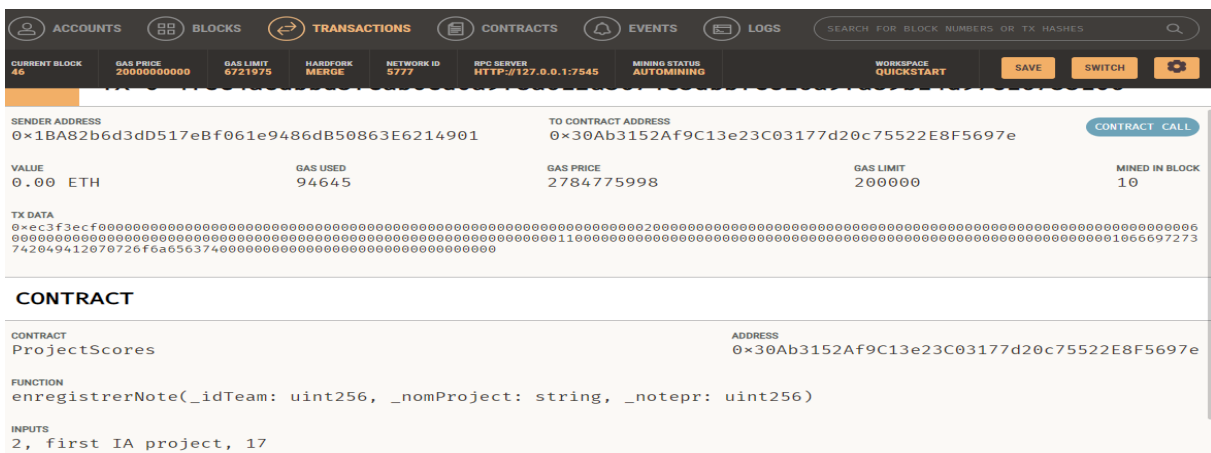 ACCOUNTS BLOCKS TRANSACTIONS CONTRACTS EVENTS LOGS SEARCH FOR BLOCK NUMBERS OR TX HASHES
CURRENT BLOCK GAS PRICE GAS LIMIT HARDFORK NETWORK ID RPC SERVER MINING STATUS WORKSPACE
46 20000000000 6721975 MERGE 5777 HTTP://127.0.0.1:7545 AUTOMINING QUICKSTART SAVE SWITCH
SENDER ADDRESS TO CONTRACT ADDRESS
0×1BA82b6d3dD517eBf061e9486dB50863E6214901 0×30Ab3152Af9C13e23C03177d20c75522E8F5697e CONTRACT CALL
VALUE GAS USED GAS PRICE GAS LIMIT MINED IN BLOCK
0.00 ETH 94645 2784775998 200000 10
TX DATA
CONTRACT
CONTRACT ADDRESS
ProjectScores 0×30Ab3152Af9C13e23C03177d20c75522E8F5697e
FUNCTION
enregistrerNote(_idTeam: uint256, _nomProject: string, _notepr: uint256)
INPUTS
2, first IA project, 17